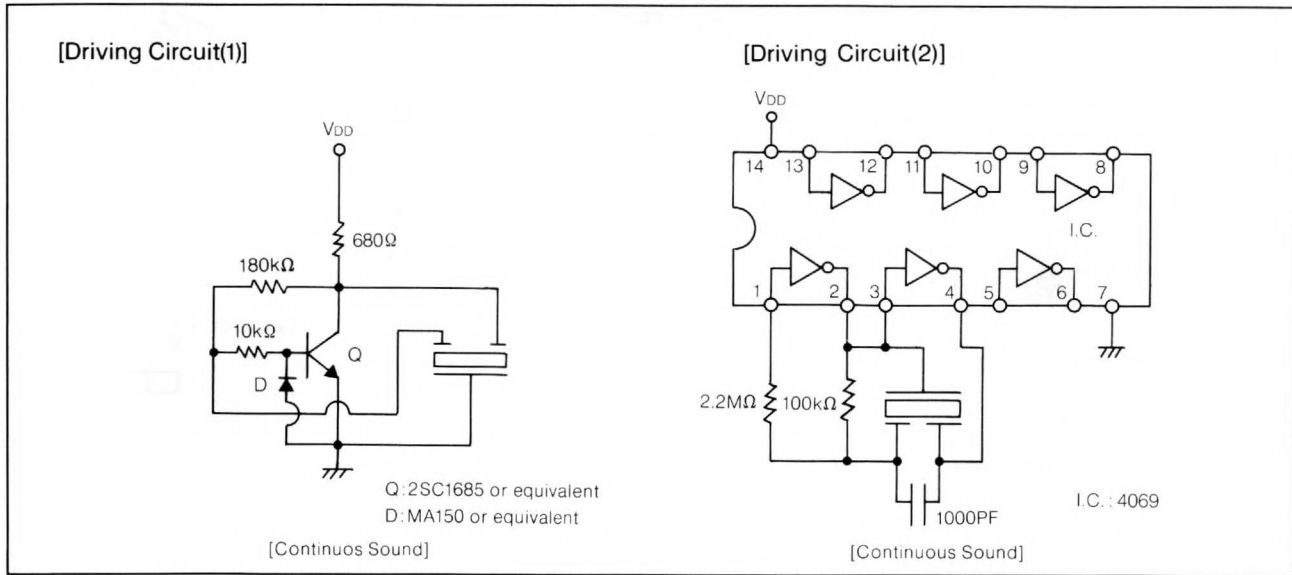 [Driving Circuit(1)]
VDD
680Ω
180kΩ
10kΩ
Q
D
Q:2SC1685 or equivalent
D:MA150 or equivalent
[Continuos Sound]
[Driving Circuit(2)]
VDD
14 13 12 11 10 9 8
I.C.
1 2 3 4 5 6 7
2.2MΩ 100kΩ
1000PF
I.C.: 4069
[Continuous Sound]